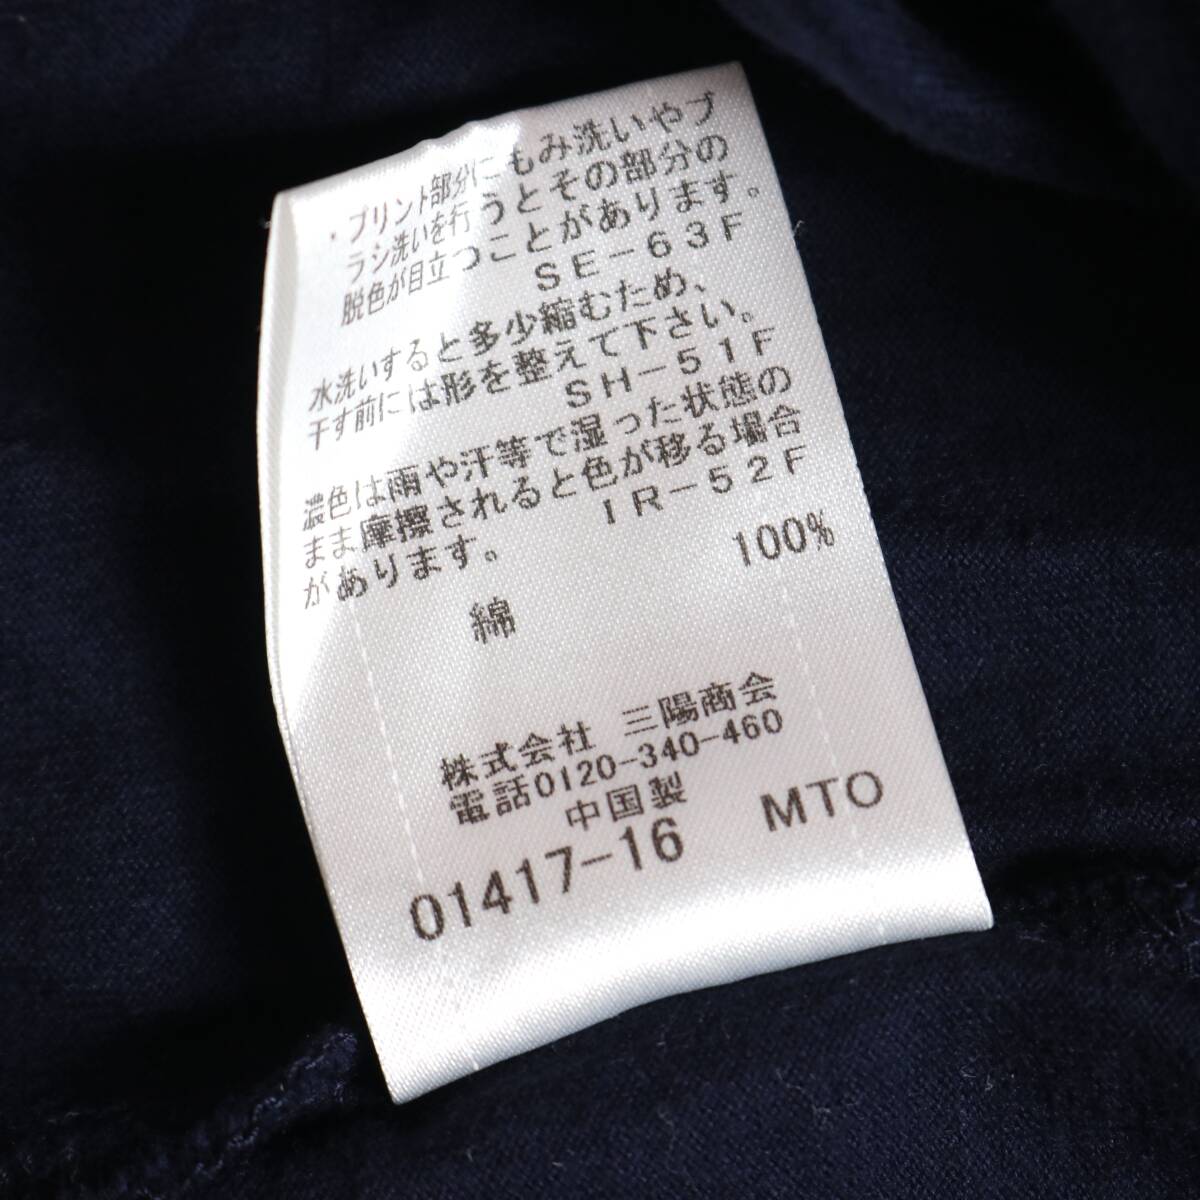 ・プリント部分にもみ洗いやブ
ラシ洗いを行うとその部分の
脱色が目立つことがあります。
SE-63F
水洗いすると多少縮むため、
干す前には形を整えて下さい。
SH-51F
濃色は雨や汗等で湿った状態の
まま摩擦されると色が移る場合
があります。
IR-52F
綿 100%
株式会社 三陽商会
電話0120-340-460
中国製
01417-16 MTO